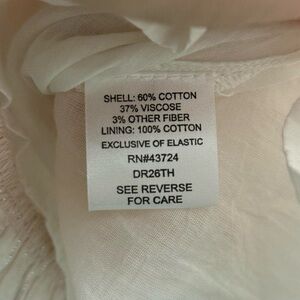 SHELL: 60% COTTON
37% VISCOSE
3% OTHER FIBER
LINING: 100% COTTON
EXCLUSIVE OF ELASTIC
RN#43724
DR26TH
SEE REVERSE
FOR CARE